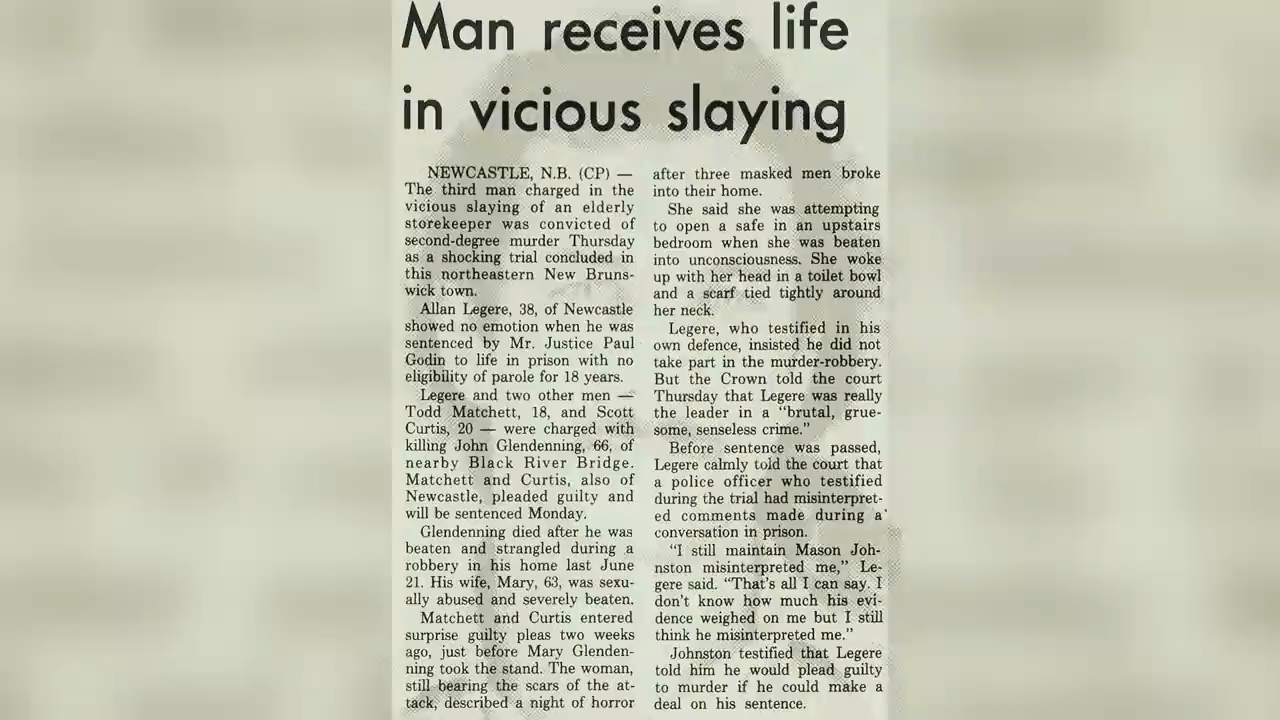 Man receives life
in vicious slaying
NEWCASTLE, N.B. (CP) —
The third man charged in the
vicious slaying of an elderly
storekeeper was convicted of
second-degree murder Thursday
as a shocking trial concluded in
this northeastern New Bruns-
wick town.
Allan Legere, 38, of Newcastle
showed no emotion when he was
sentenced by Mr. Justice Paul
Godin to life in prison with no
eligibility of parole for 18 years.
Legere and two other men —
Todd Matchett, 18, and Scott
Curtis, 20 — were charged with
killing John Glendenning, 66, of
nearby Black River Bridge.
Matchett and Curtis, also of
Newcastle, pleaded guilty and
will be sentenced Monday.
Glendenning died after he was
beaten and strangled during a
robbery in his home last June
21. His wife, Mary, 63, was sexu-
ally abused and severely beaten.
Matchett and Curtis entered
surprise guilty pleas two weeks
ago, just before Mary Glenden-
ning took the stand. The woman,
still bearing the scars of the at-
tack, described a night of horror
after three masked men broke
into their home.
She said she was attempting
to open a safe in an upstairs
bedroom when she was beaten
into unconsciousness. She woke
up with her head in a toilet bowl
and a scarf tied tightly around
her neck.
Legere, who testified in his
own defence, insisted he did not
take part in the murder-robbery.
But the Crown told the court
Thursday that Legere was really
the leader in a “brutal, grue-
some, senseless crime.”
Before sentence was passed,
Legere calmly told the court that
a police officer who testified
during the trial had misinterpret-
ed comments made during a
conversation in prison.
“I still maintain Mason Joh-
nston misinterpreted me,” Le-
gere said. “That's all I can say. I
don't know how much his evi-
dence weighed on me but I still
think he misinterpreted me.”
Johnston testified that Legere
told him he would plead guilty
to murder if he could make a
deal on his sentence.